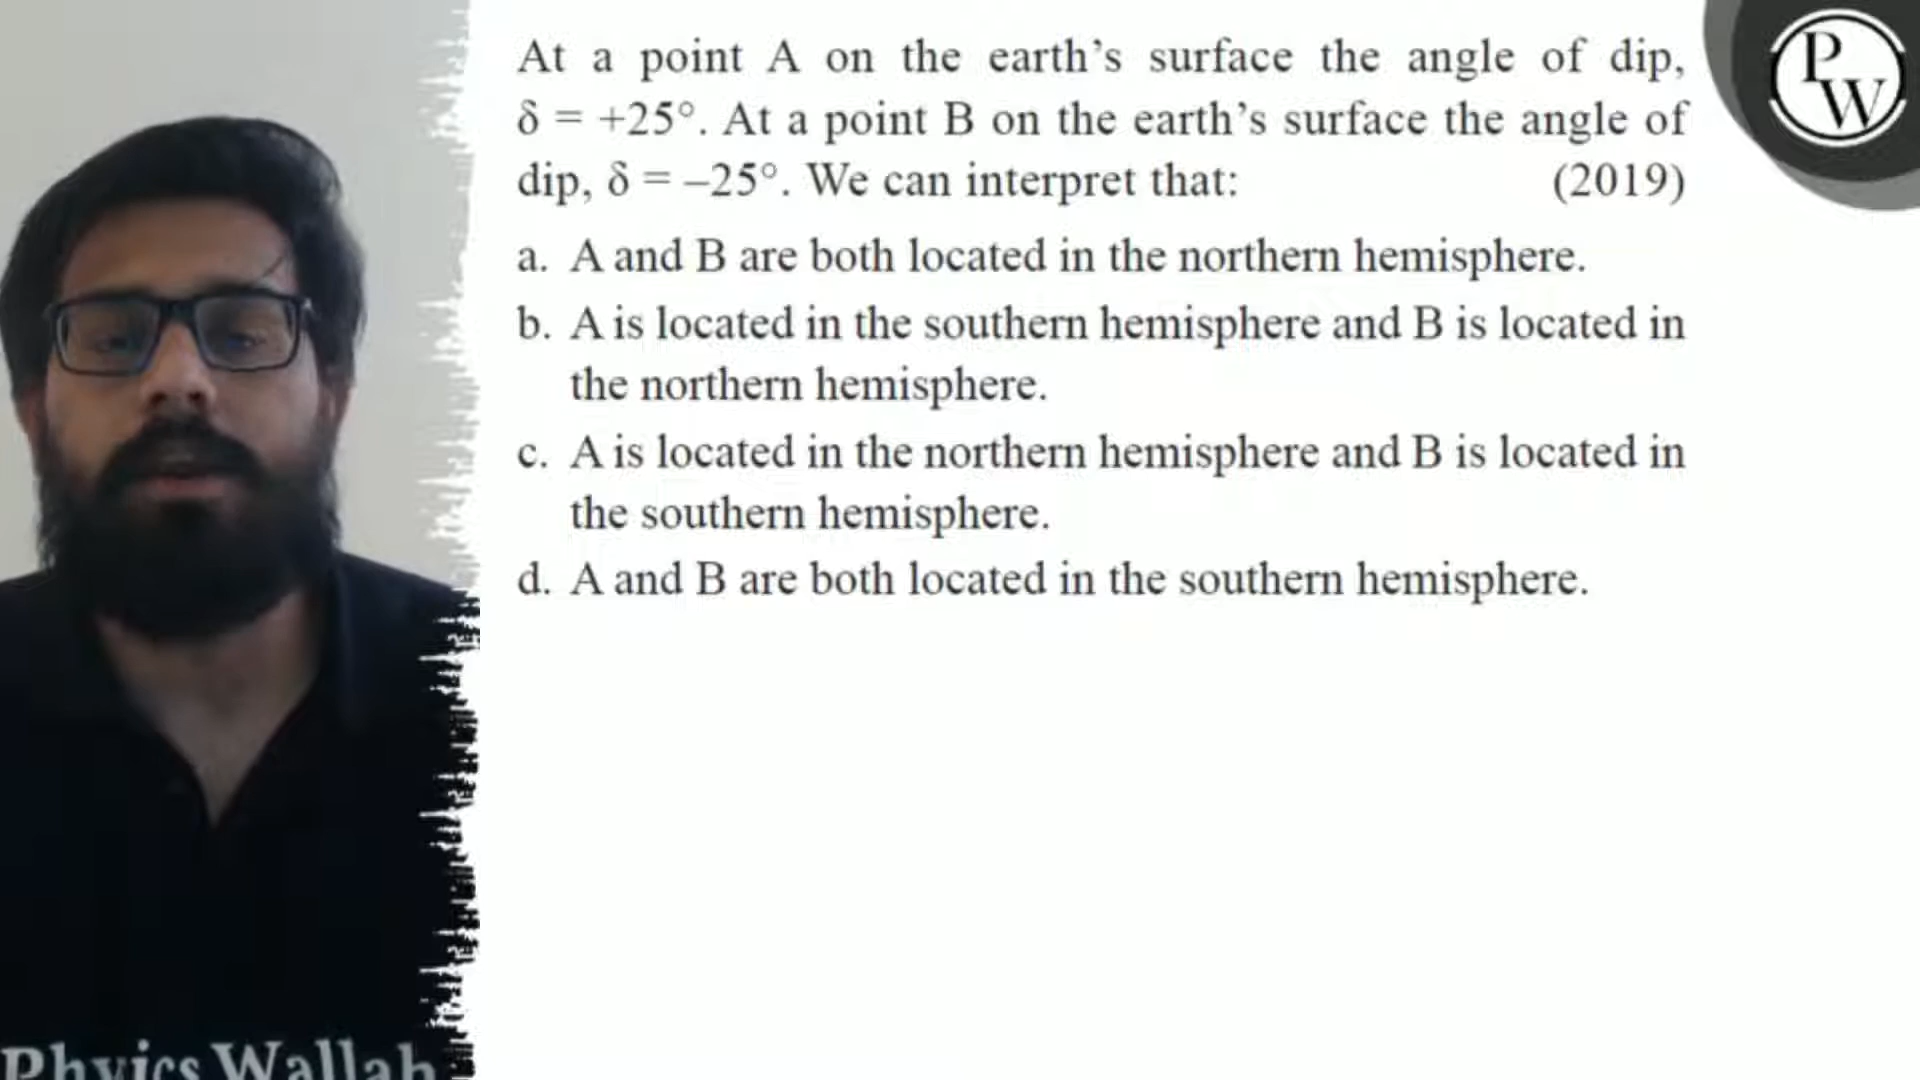 At a point A on the earth’s surface the angle of dip,
δ = +25°. At a point B on the earth’s surface the angle of
dip, δ = –25°. We can interpret that: (2019)
a. A and B are both located in the northern hemisphere.
b. A is located in the southern hemisphere and B is located in
the northern hemisphere.
c. A is located in the northern hemisphere and B is located in
the southern hemisphere.
d. A and B are both located in the southern hemisphere.
PW
Phyics Wallah